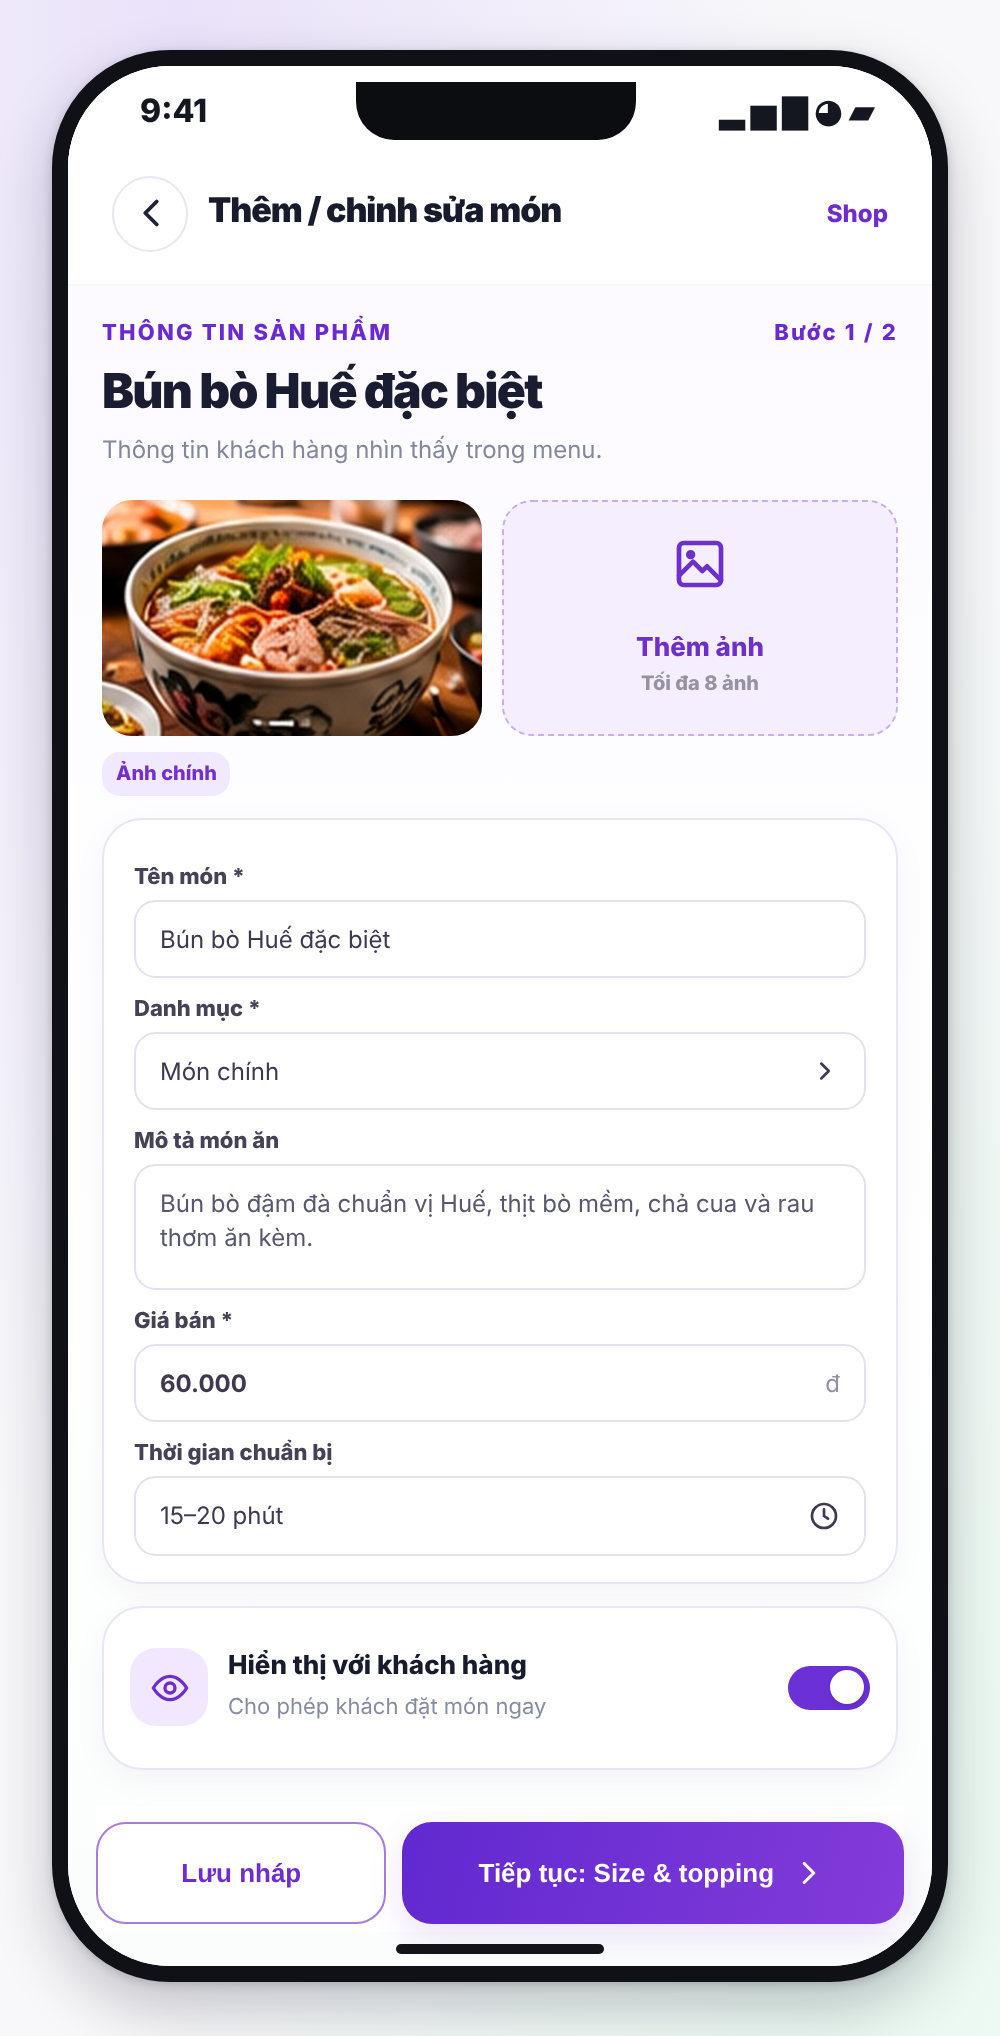 9:41
Thêm / chỉnh sửa món
Shop
THÔNG TIN SẢN PHẨM
Bước 1 / 2
Bún bò Huế đặc biệt
Thông tin khách hàng nhìn thấy trong menu.
Thêm ảnh
Tối đa 8 ảnh
Ảnh chính
Tên món *
Bún bò Huế đặc biệt
Danh mục *
Món chính
Mô tả món ăn
Bún bò đậm đà chuẩn vị Huế, thịt bò mềm, chả cua và rau
thơm ăn kèm.
Giá bán *
60.000 đ
Thời gian chuẩn bị
15–20 phút
Hiển thị với khách hàng
Cho phép khách đặt món ngay
Lưu nháp
Tiếp tục: Size & topping